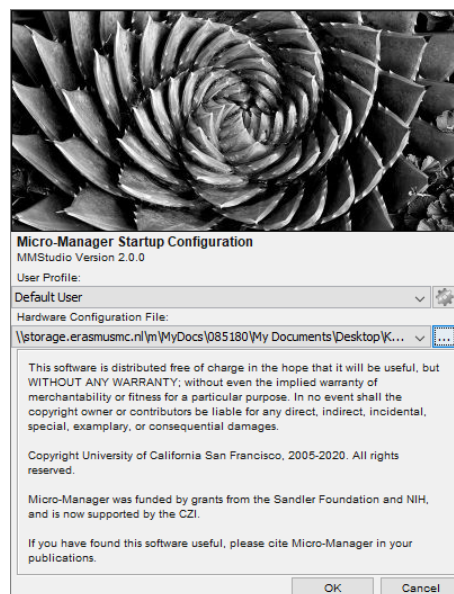 Micro-Manager Startup Configuration
MMStudio Version 2.0.0
User Profile:
Default User
Hardware Configuration File:
\\storage.erasmusmc.nl\m\MyDocs\085180\My Documents\Desktop\K... ...
This software is distributed free of charge in the hope that it will be useful, but
WITHOUT ANY WARRANTY; without even the implied warranty of
merchantability or fitness for a particular purpose. In no event shall the
copyright owner or contributors be liable for any direct, indirect, incidental,
special, examplary, or consequential damages.
Copyright University of California San Francisco, 2005-2020. All rights
reserved.
Micro-Manager was funded by grants from the Sandler Foundation and NIH,
and is now supported by the CZI.
If you have found this software useful, please cite Micro-Manager in your
publications.
OK Cancel